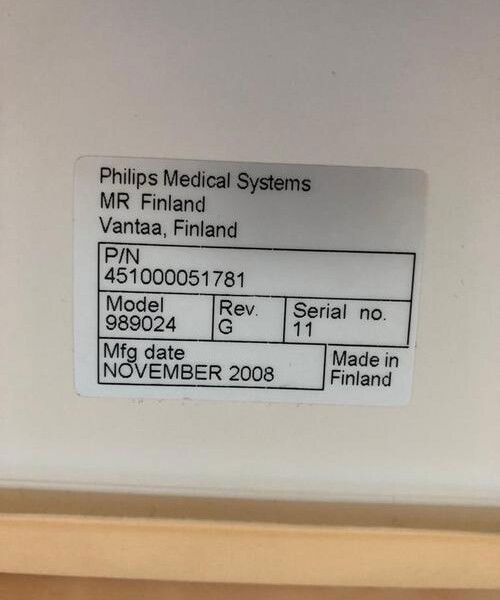 Philips Medical Systems
MR Finland
Vantaa, Finland
P/N
451000051781
Model
989024
Rev.
G
Serial no.
11
Mfg date
NOVEMBER 2008
Made in
Finland